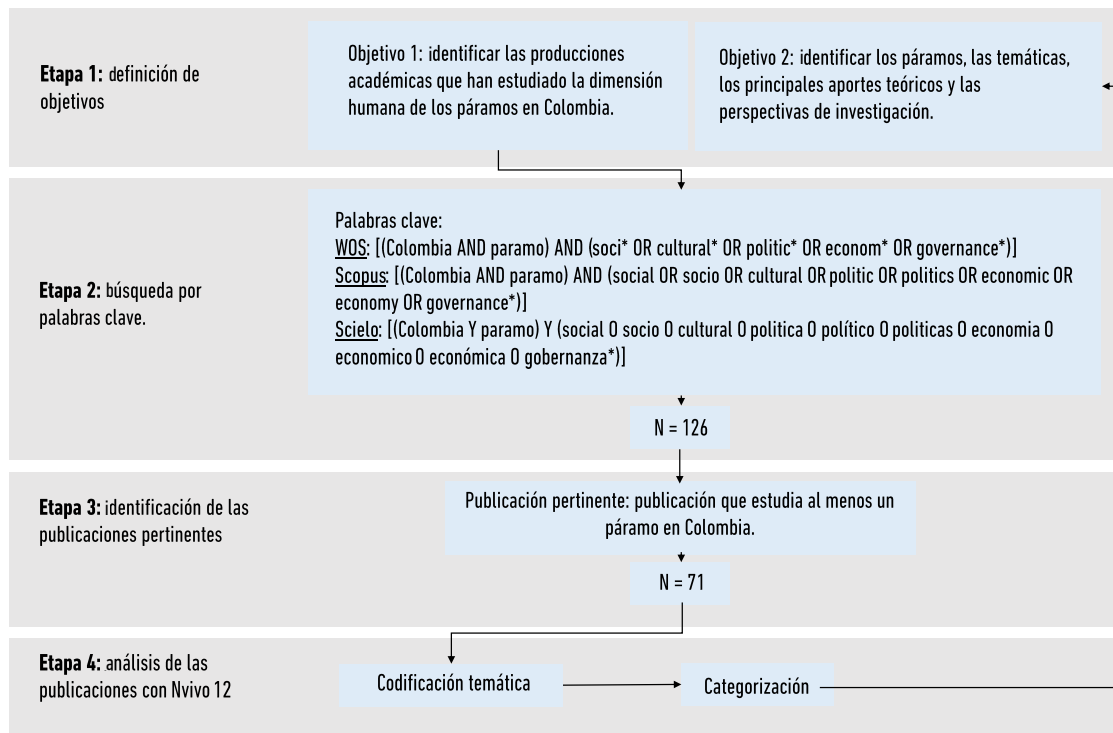 Etapa 1: definición de
objetivos
Objetivo 1: identificar las producciones
académicas que han estudiado la dimensión
humana de los páramos en Colombia.
Objetivo 2: identificar los páramos, las temáticas,
los principales aportes teóricos y las
perspectivas de investigación.
Etapa 2: búsqueda por
palabras clave.
Palabras clave:
WOS: [(Colombia AND paramo) AND (soci* OR cultural* OR politic* OR econom* OR governance*)]
Scopus: [(Colombia AND paramo) AND (social OR socio OR cultural OR politic OR politics OR economic OR
economy OR governance*)]
Scielo: [(Colombia Y paramo) Y (social O socio O cultural O politica O político O politicas O economia O
economico O económica O gobernanza*)]
N = 126
Etapa 3: identificación de las
publicaciones pertinentes
Publicación pertinente: publicación que estudia al menos un
páramo en Colombia.
N = 71
Etapa 4: análisis de las
publicaciones con Nvivo 12
Codificación temática
Categorización